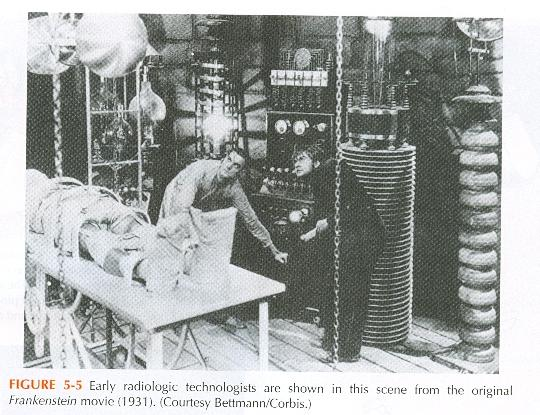 FIGURE 5-5 Early radiologic technologists are shown in this scene from the original
Frankenstein movie (1931). (Courtesy Bettmann/Corbis.)